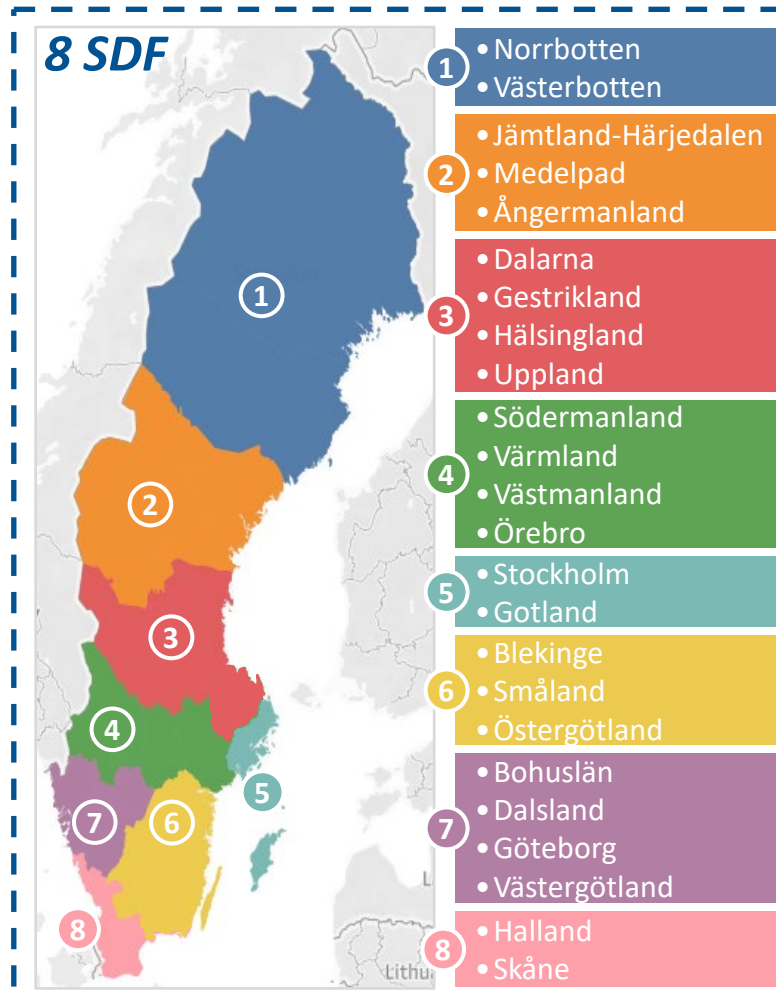 8 SDF
1
2
3
4
5
6
7
8
Lithu
1
• Norrbotten
• Västerbotten
2
• Jämtland-Härjedalen
• Medelpad
• Ångermanland
3
• Dalarna
• Gestrikland
• Hälsingland
• Uppland
4
• Södermanland
• Värmland
• Västmanland
• Örebro
5
• Stockholm
• Gotland
6
• Blekinge
• Småland
• Östergötland
7
• Bohuslän
• Dalsland
• Göteborg
• Västergötland
8
• Halland
• Skåne